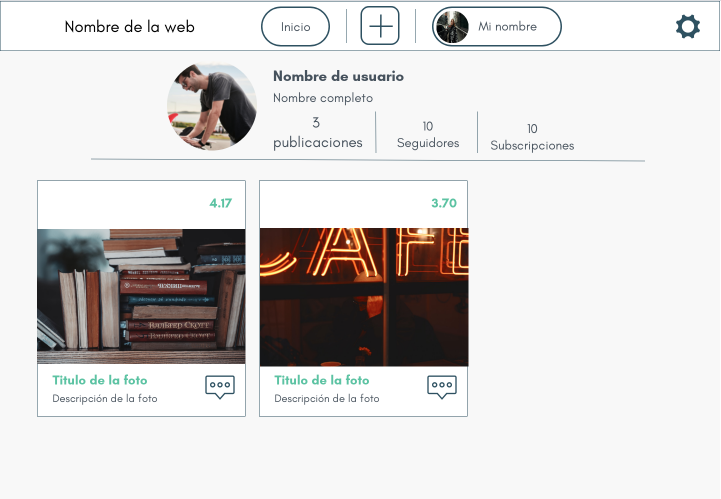 Nombre de la web
Inicio
Mi nombre
Nombre de usuario
Nombre completo
3
publicaciones
10
Seguidores
10
Subscripciones
4.17
3.70
CAFE
Titulo de la foto
Descripción de la foto
Titulo de la foto
Descripción de la foto